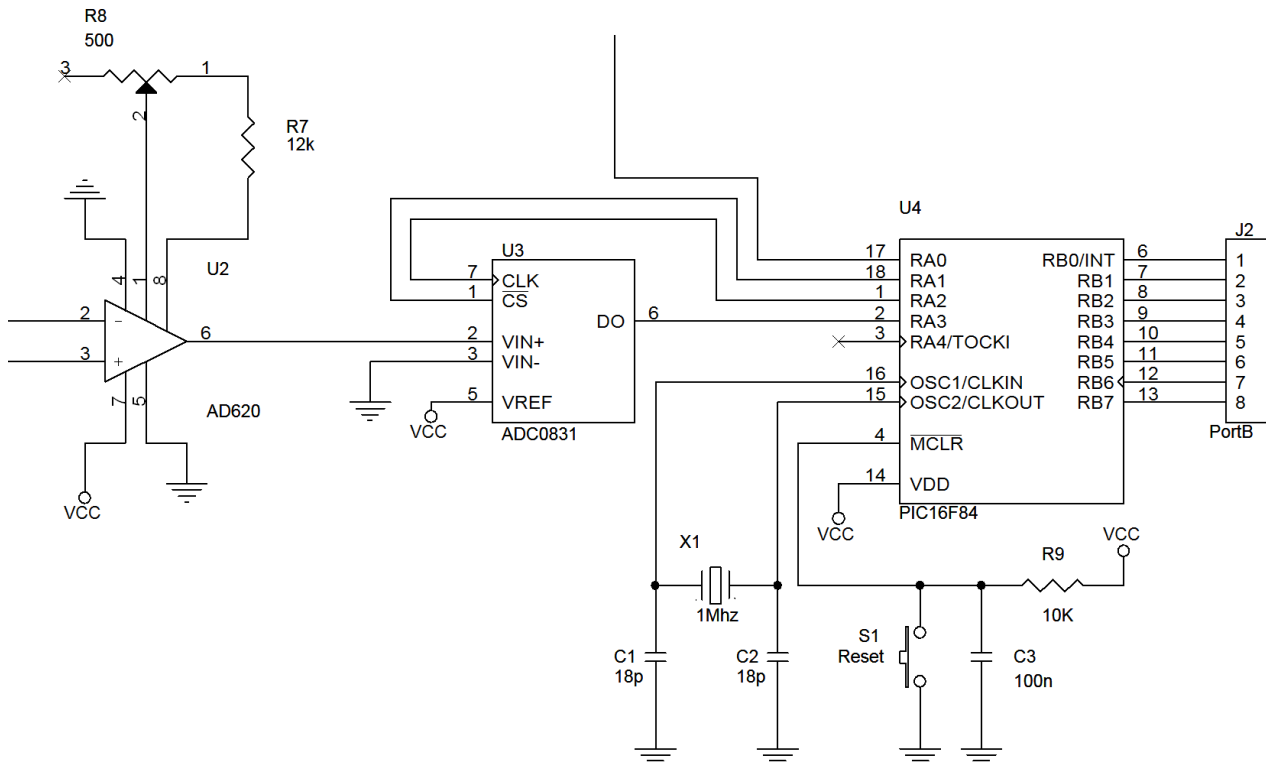 R8
500
3
1
2
R7
12k
U2
4
1
8
2
3
-
+
6
7
5
AD620
VCC
U3
7
CLK
1
CS
2
VIN+
3
VIN-
5
VREF
DO
6
VCC
ADC0831
U4
17
RA0
18
RA1
1
RA2
2
RA3
3
RA4/TOCKI
16
OSC1/CLKIN
15
OSC2/CLKOUT
4
MCLR
14
VDD
VCC
PIC16F84
RB0/INT
6
RB1
7
RB2
8
RB3
9
RB4
10
RB5
11
RB6
12
RB7
13
J2
1
2
3
4
5
6
7
8
PortB
X1
1Mhz
C1
18p
C2
18p
S1
Reset
C3
100n
R9
10K
VCC